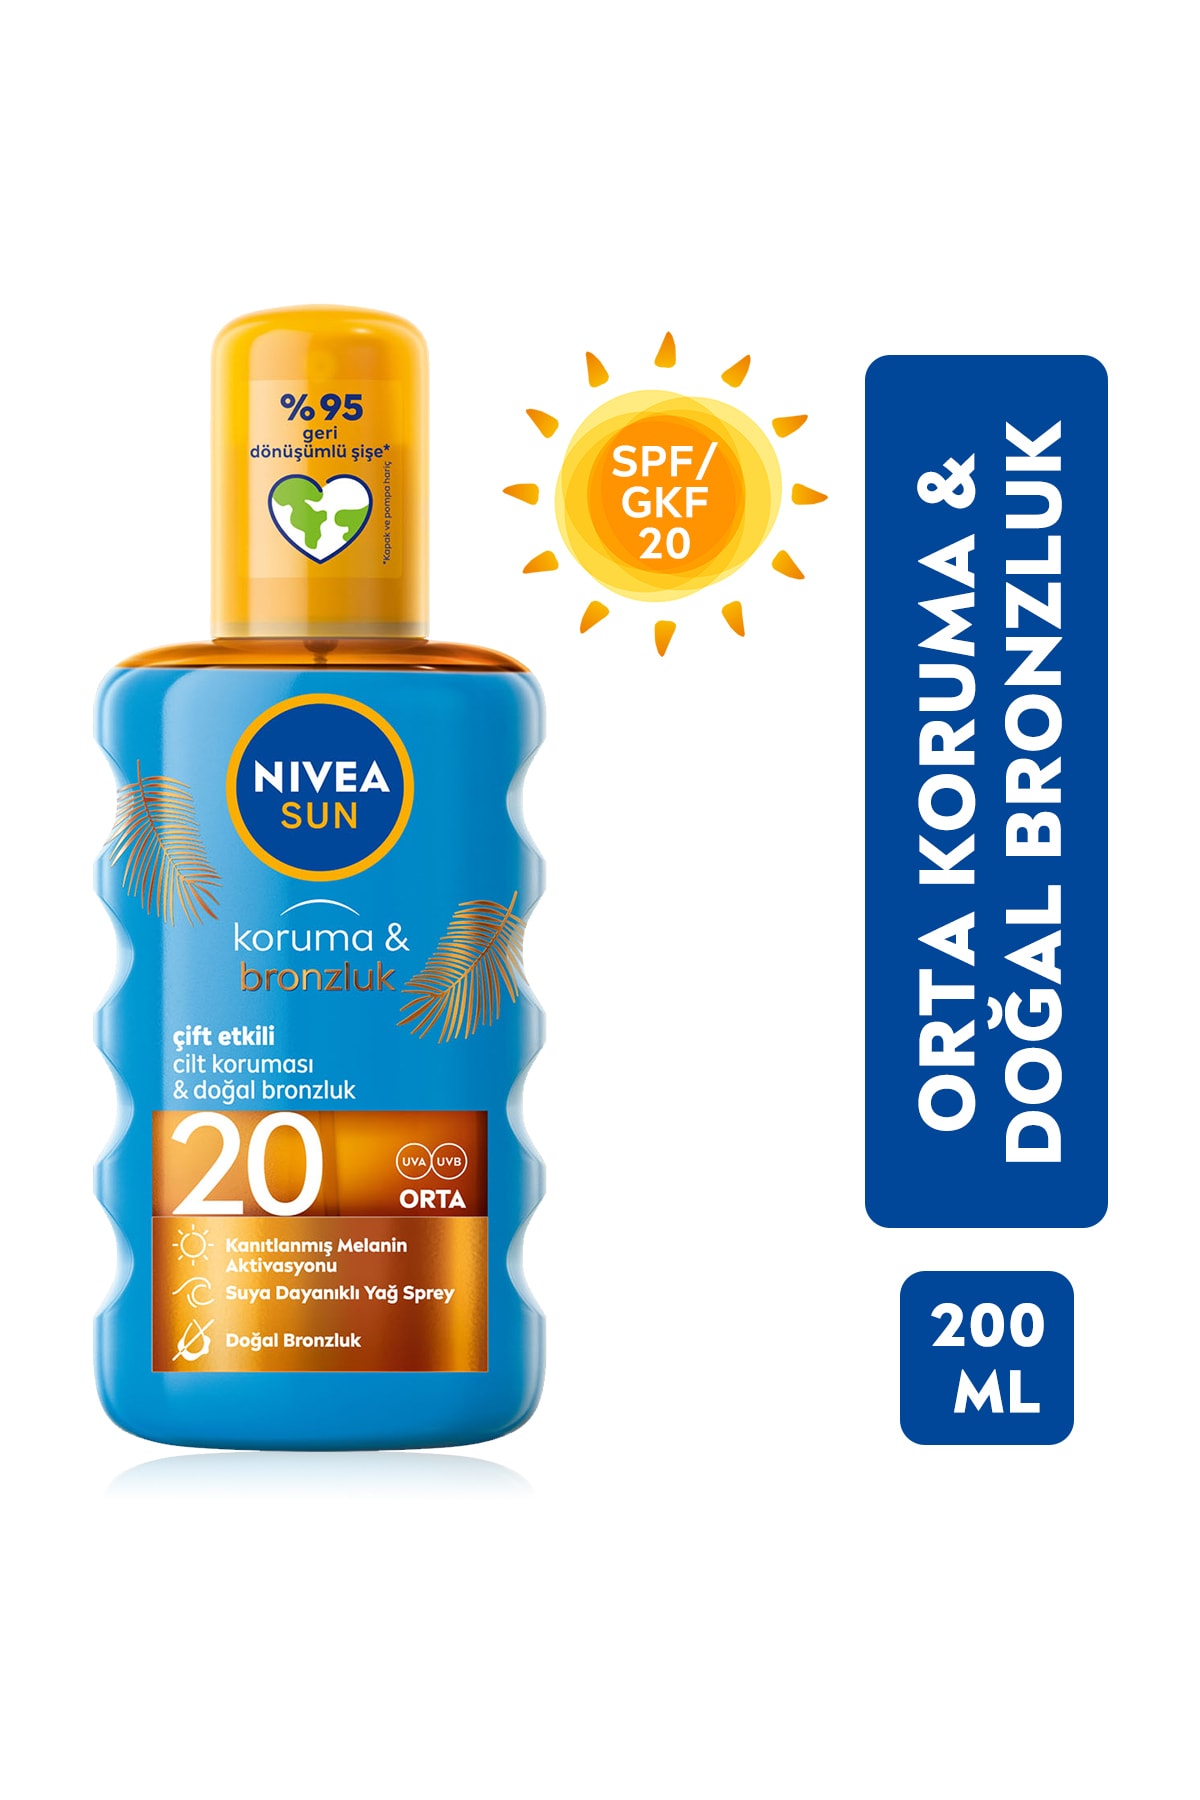 % 95
geri
dönüşümlü şişe*
*Kapak ve pompa hariç
NIVEA
SUN
koruma &
bronzluk
çift etkili
cilt koruması
& doğal bronzluk
20
UVA UVB
ORTA
Kanıtlanmış Melanin
Aktivasyonu
Suya Dayanıklı Yağ Sprey
Doğal Bronzluk
SPF/
GKF
20
ORTA KORUMA &
DOĞAL BRONZLUK
200
ML